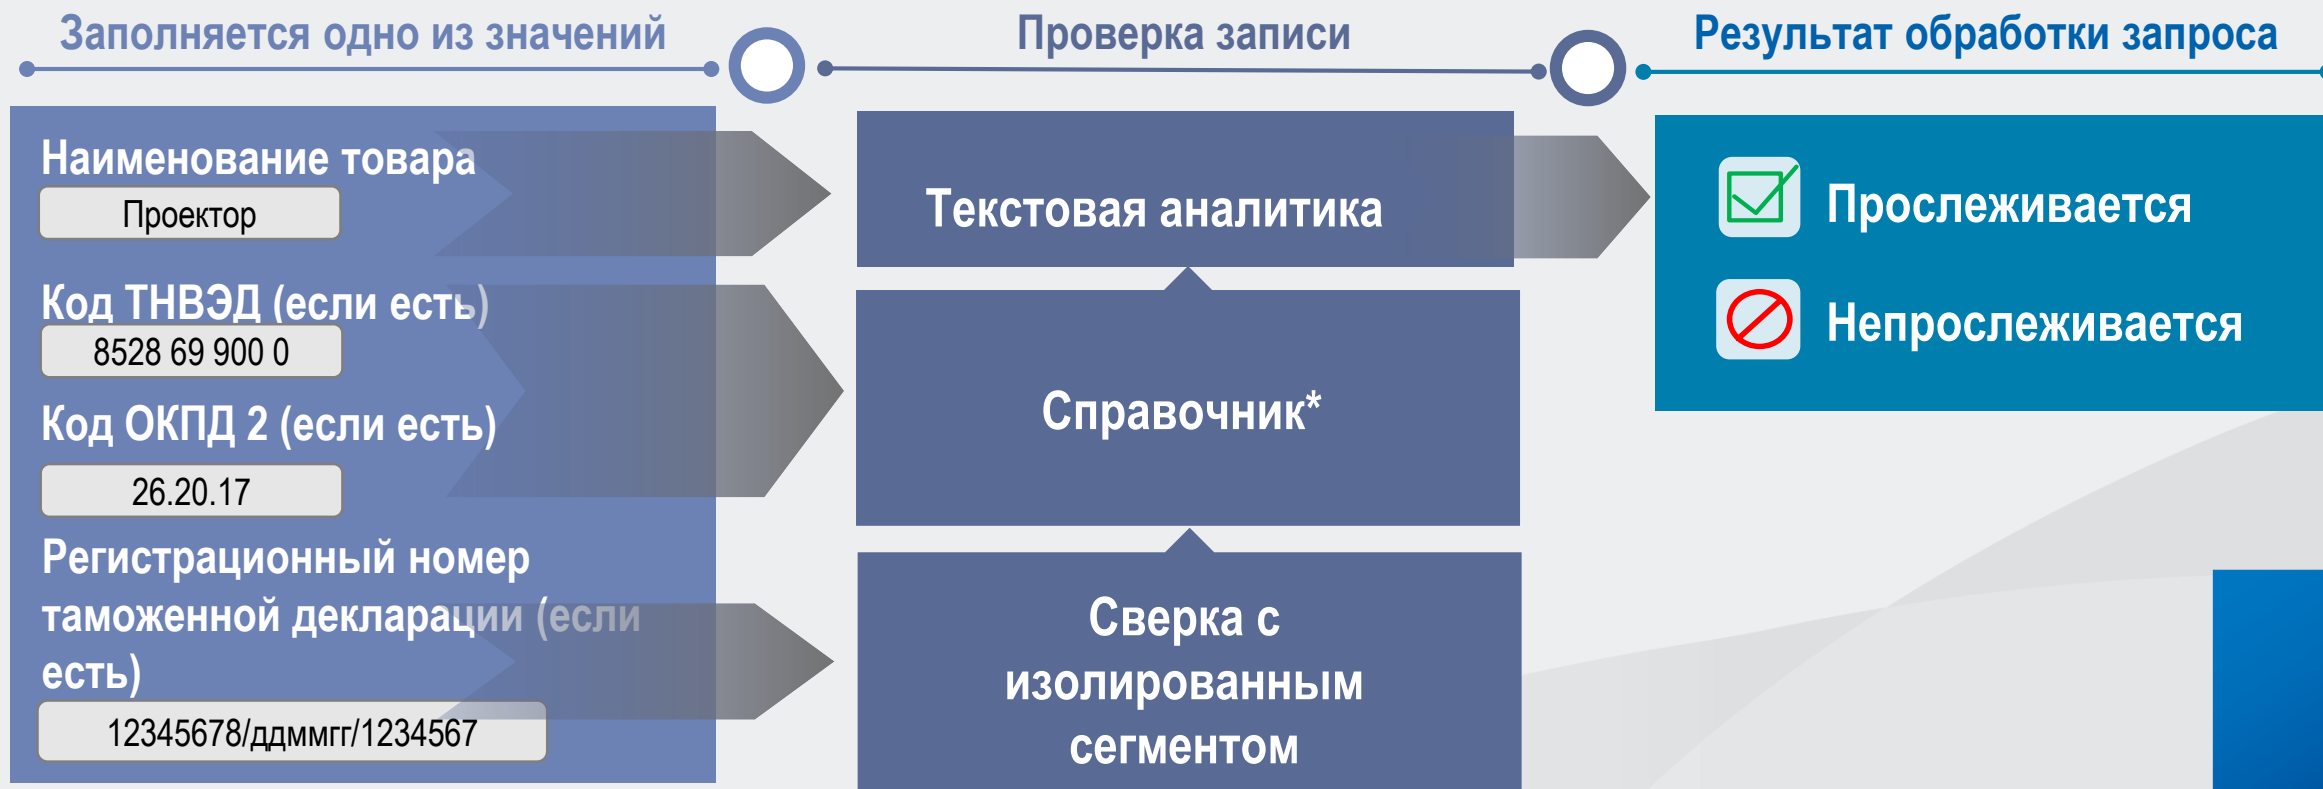 Заполняется одно из значений
Проверка записи
Результат обработки запроса
Наименование товара
Проектор
Код ТНВЭД (если есть)
8528 69 900 0
Код ОКПД 2 (если есть)
26.20.17
Регистрационный номер
таможенной декларации (если
есть)
12345678/ддммгг/1234567
Текстовая аналитика
Справочник*
Сверка с
изолированным
сегментом
Прослеживается
Непрослеживается